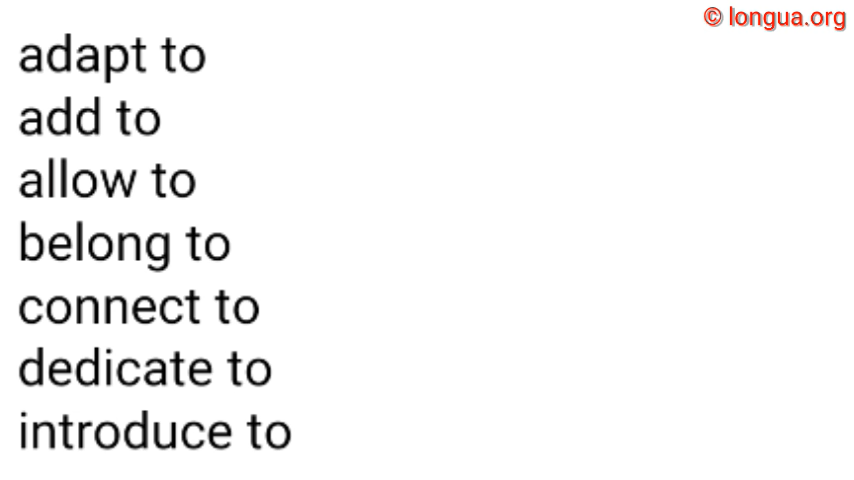 © longua.org
adapt to
add to
allow to
belong to
connect to
dedicate to
introduce to